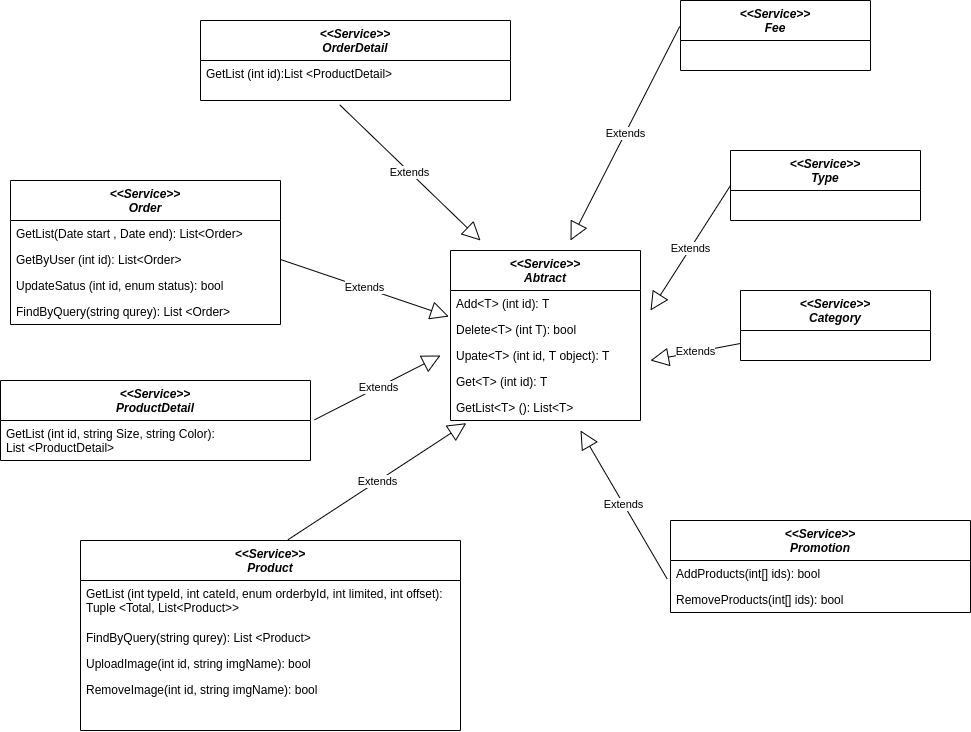 <<Service>>
OrderDetail
GetList (int id):List <ProductDetail>
<<Service>>
Fee
Extends
Extends
<<Service>>
Type
<<Service>>
Order
GetList(Date start , Date end): List<Order>
GetByUser (int id): List<Order>
UpdateSatus (int id, enum status): bool
FindByQuery(string qurey): List <Order>
Extends
Extends
<<Service>>
Abtract
Add<T> (int id): T
Delete<T> (int T): bool
Upate<T> (int id, T object): T
Get<T> (int id): T
GetList<T> (): List<T>
<<Service>>
Category
Extends
<<Service>>
ProductDetail
GetList (int id, string Size, string Color):
List <ProductDetail>
Extends
Extends
Extends
<<Service>>
Product
GetList (int typeId, int cateId, enum orderbyId, int limited, int offset):
Tuple <Total, List<Product>>
FindByQuery(string qurey): List <Product>
UploadImage(int id, string imgName): bool
RemoveImage(int id, string imgName): bool
<<Service>>
Promotion
AddProducts(int[] ids): bool
RemoveProducts(int[] ids): bool